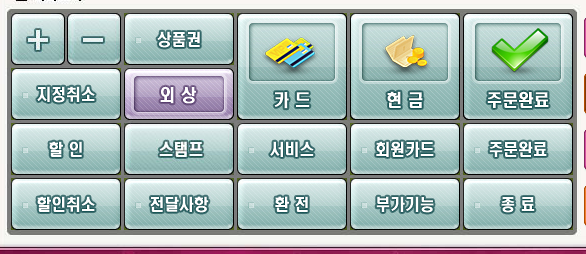 + － 상품권
지정취소 외 상 카 드 현 금 주문완료
할 인 스탬프 서비스 회원카드 주문완료
할인취소 전달사항 환 전 부가기능 종 료